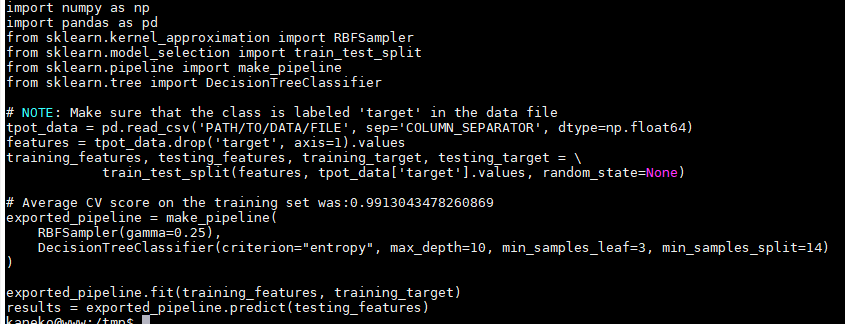 import numpy as np
import pandas as pd
from sklearn.kernel_approximation import RBFSampler
from sklearn.model_selection import train_test_split
from sklearn.pipeline import make_pipeline
from sklearn.tree import DecisionTreeClassifier

# NOTE: Make sure that the class is labeled 'target' in the data file
tpot_data = pd.read_csv('PATH/TO/DATA/FILE', sep='COLUMN_SEPARATOR', dtype=np.float64)
features = tpot_data.drop('target', axis=1).values
training_features, testing_features, training_target, testing_target = \
            train_test_split(features, tpot_data['target'].values, random_state=None)

# Average CV score on the training set was:0.9913043478260869
exported_pipeline = make_pipeline(
    RBFSampler(gamma=0.25),
    DecisionTreeClassifier(criterion="entropy", max_depth=10, min_samples_leaf=3, min_samples_split=14)
)

exported_pipeline.fit(training_features, training_target)
results = exported_pipeline.predict(testing_features)
kaneko@www:/tmp$